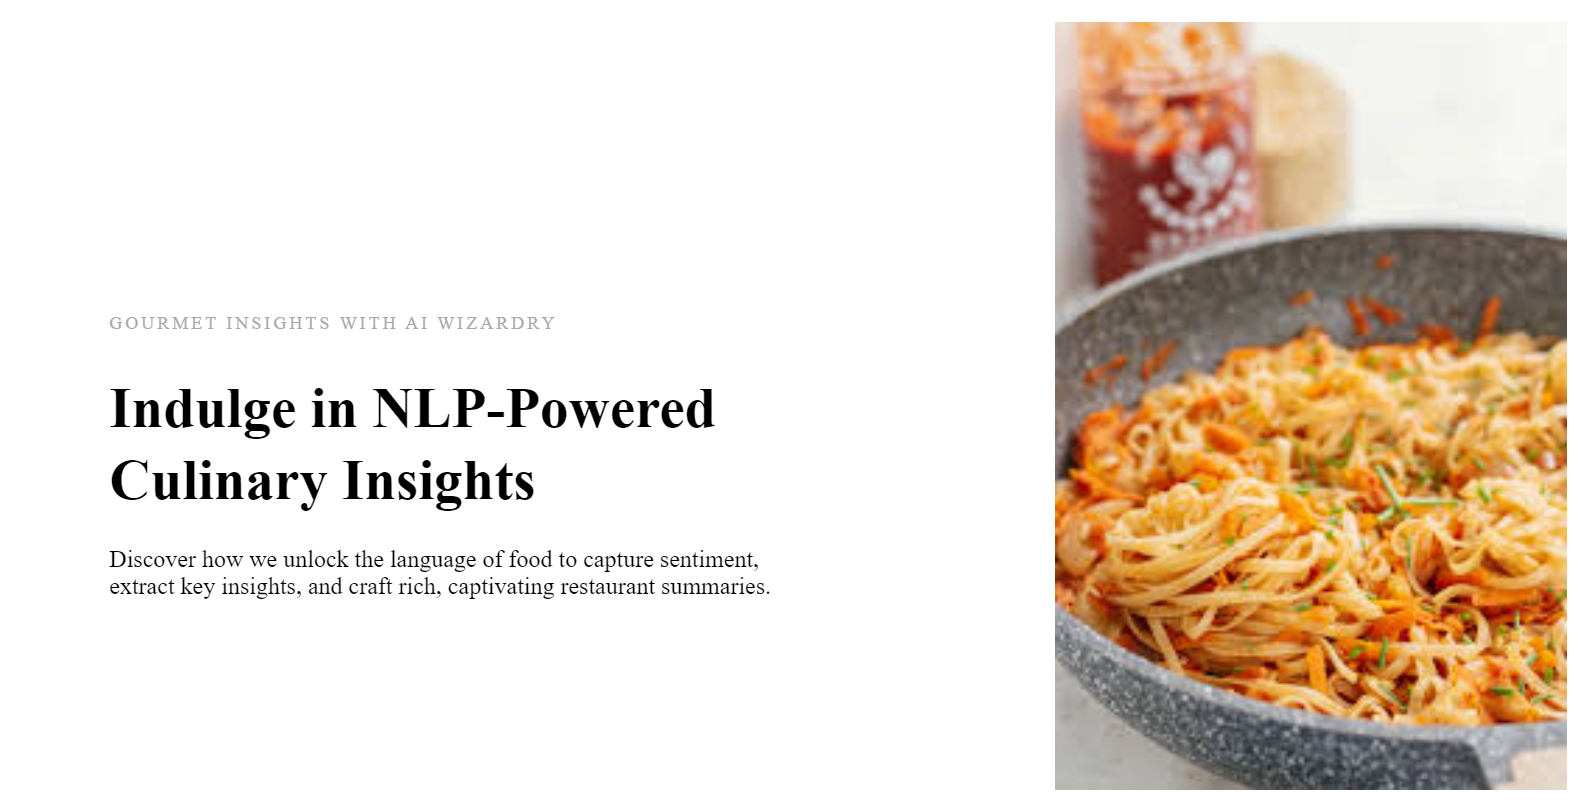 GOURMET INSIGHTS WITH AI WIZARDRY
Indulge in NLP-Powered
Culinary Insights
Discover how we unlock the language of food to capture sentiment,
extract key insights, and craft rich, captivating restaurant summaries.